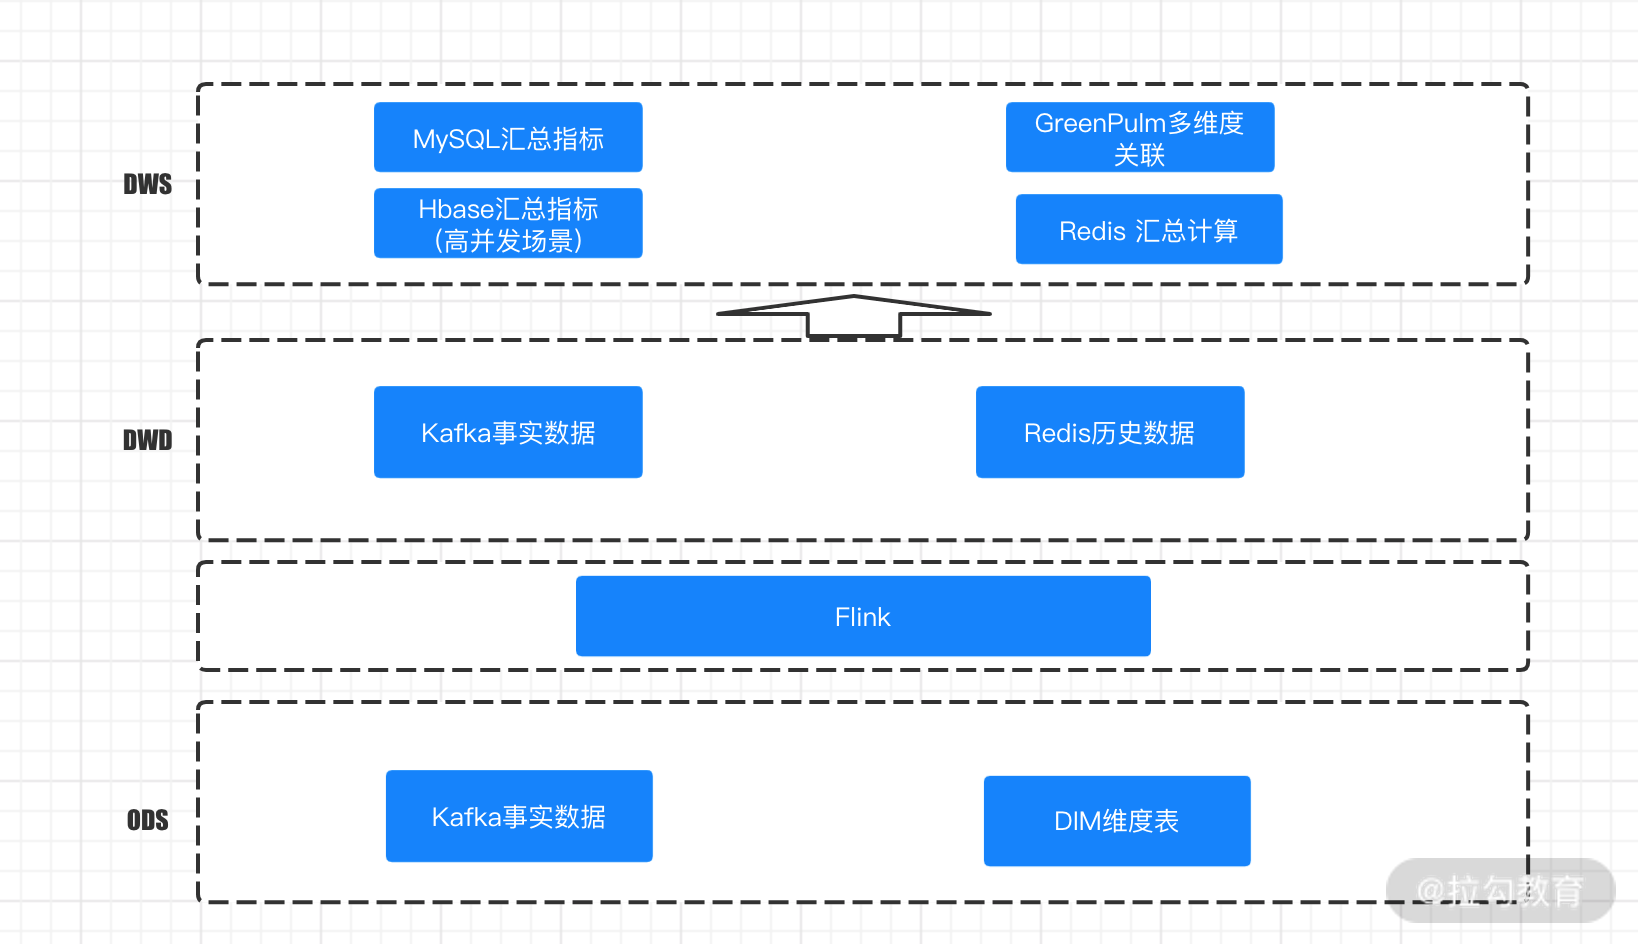 DWS
MySQL汇总指标
GreenPulm多维度
关联
Hbase汇总指标
(高并发场景)
Redis 汇总计算
DWD
Kafka事实数据
Redis历史数据
Flink
ODS
Kafka事实数据
DIM维度表
@拉勾教育